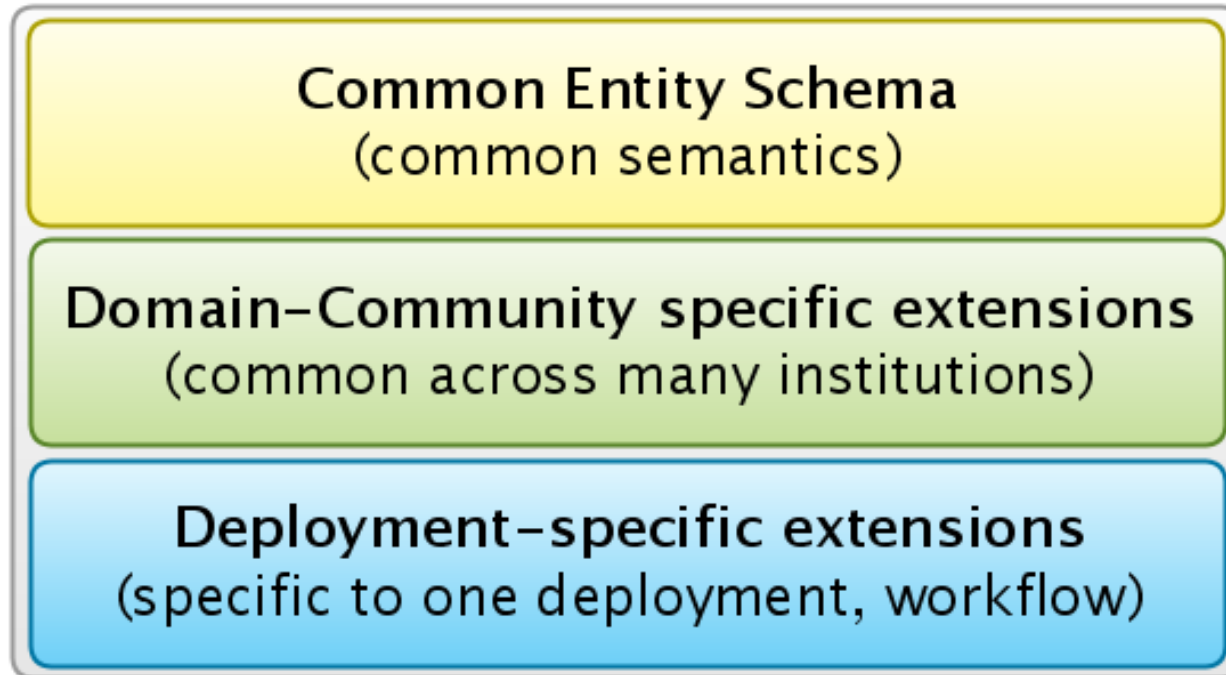 Common Entity Schema
(common semantics)
Domain-Community specific extensions
(common across many institutions)
Deployment-specific extensions
(specific to one deployment, workflow)